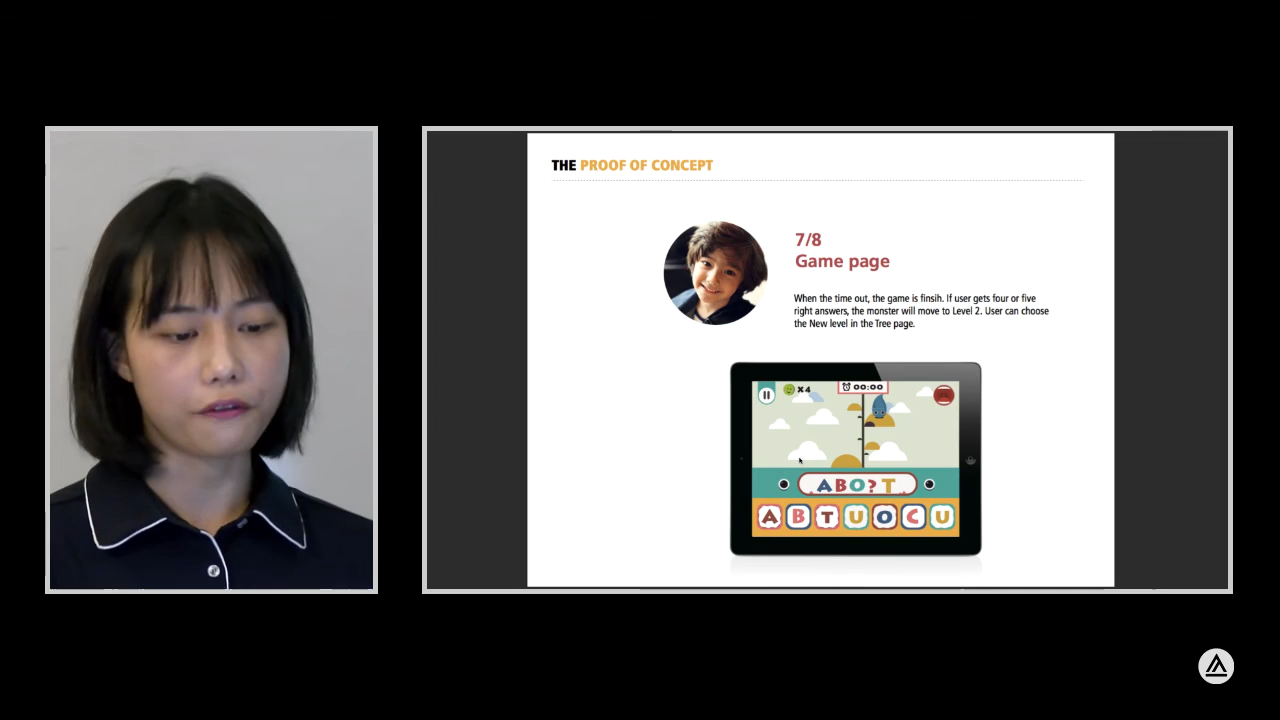 THE PROOF OF CONCEPT
7/8
Game page
When the time out, the game is finsih. If user gets four or five
right answers, the monster will move to Level 2. User can choose
the New level in the Tree page.
X4
00:00
ABO?T
A B T U O C U